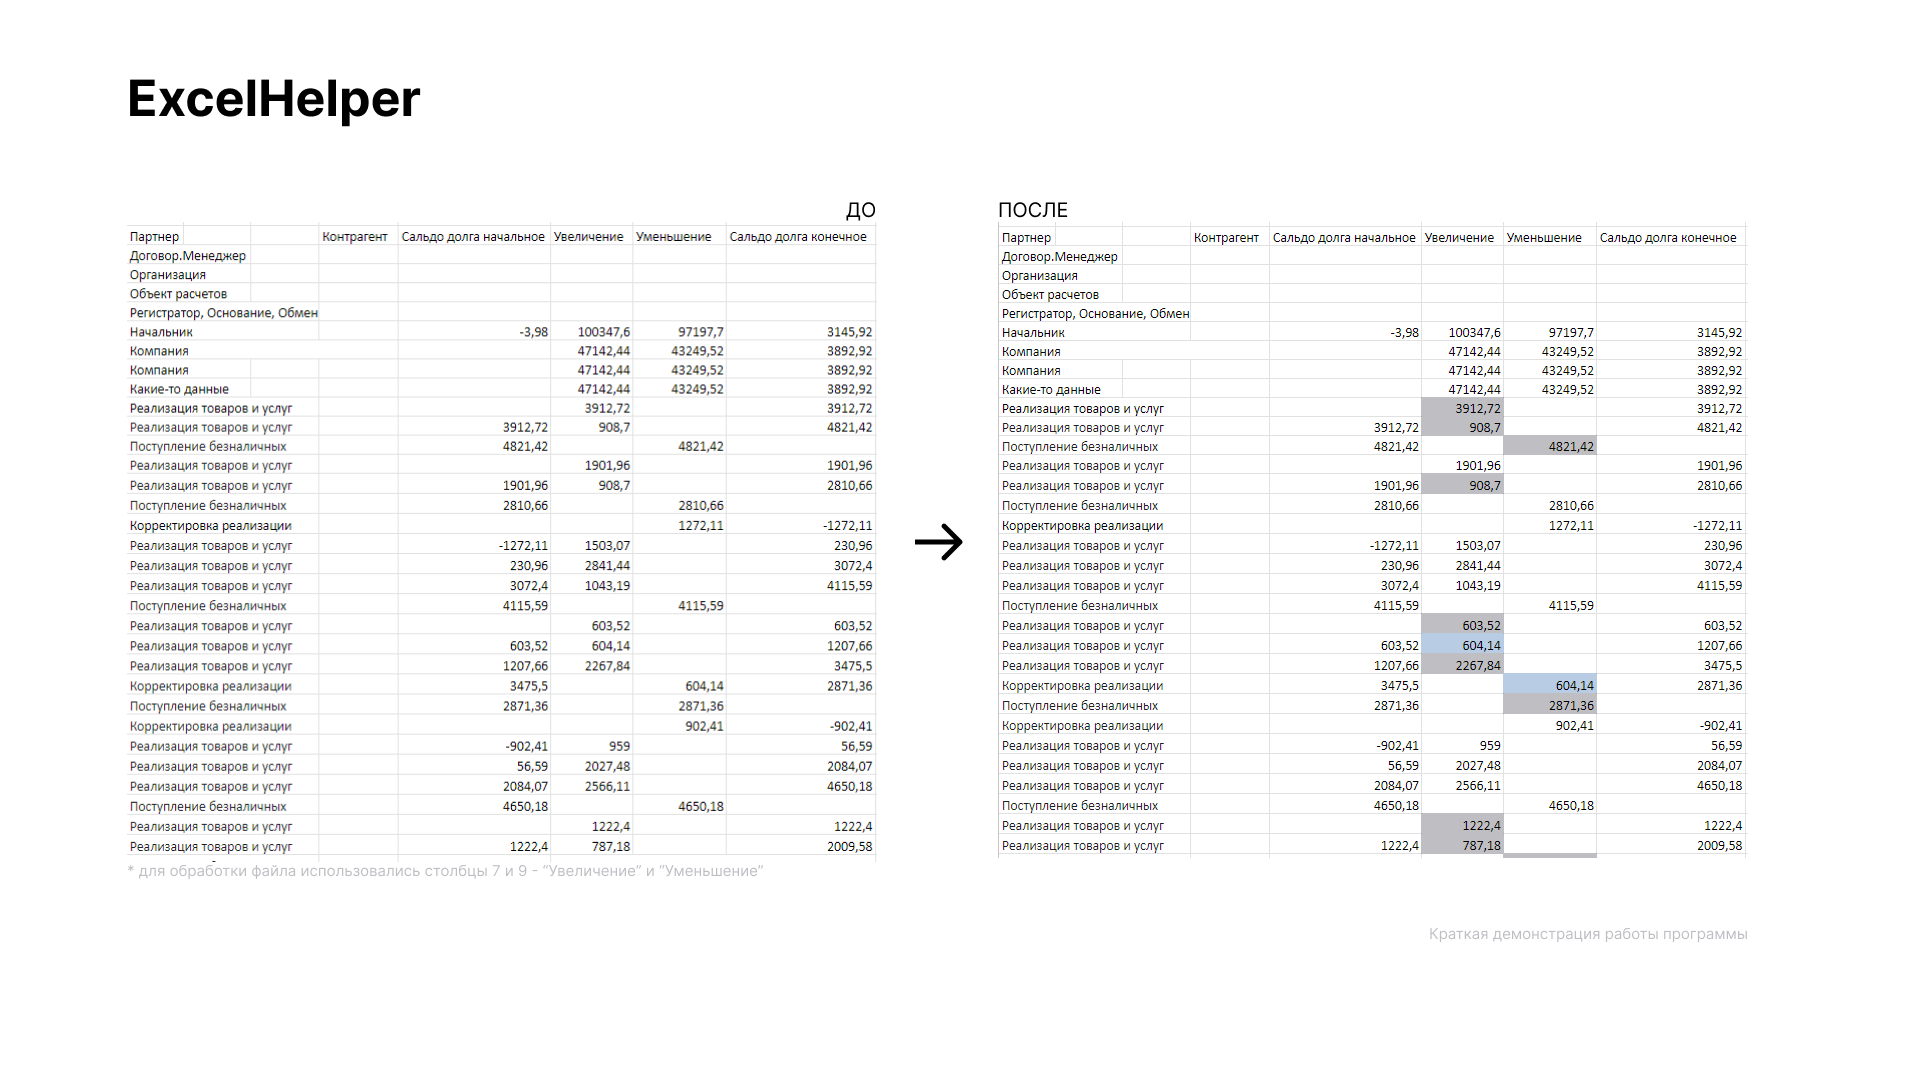 ExcelHelper
ДО
Партнер Контрагент Сальдо долга начальное Увеличение Уменьшение Сальдо долга конечное
Договор.Менеджер
Организация
Объект расчетов
Регистратор, Основание, Обмен
Начальник -3,98 100347,6 97197,7 3145,92
Компания 47142,44 43249,52 3892,92
Компания 47142,44 43249,52 3892,92
Какие-то данные 47142,44 43249,52 3892,92
Реализация товаров и услуг 3912,72 3912,72
Реализация товаров и услуг 3912,72 908,7 4821,42
Поступление безналичных 4821,42 4821,42
Реализация товаров и услуг 1901,96 1901,96
Реализация товаров и услуг 1901,96 908,7 2810,66
Поступление безналичных 2810,66 2810,66
Корректировка реализации 1272,11 -1272,11
Реализация товаров и услуг -1272,11 1503,07 230,96
Реализация товаров и услуг 230,96 2841,44 3072,4
Реализация товаров и услуг 3072,4 1043,19 4115,59
Поступление безналичных 4115,59 4115,59
Реализация товаров и услуг 603,52 603,52
Реализация товаров и услуг 603,52 604,14 1207,66
Реализация товаров и услуг 1207,66 2267,84 3475,5
Корректировка реализации 3475,5 604,14 2871,36
Поступление безналичных 2871,36 2871,36
Корректировка реализации 902,41 -902,41
Реализация товаров и услуг -902,41 959 56,59
Реализация товаров и услуг 56,59 2027,48 2084,07
Реализация товаров и услуг 2084,07 2566,11 4650,18
Поступление безналичных 4650,18 4650,18
Реализация товаров и услуг 1222,4 1222,4
Реализация товаров и услуг 1222,4 787,18 2009,58
* для обработки файла использовались столбцы 7 и 9 - “Увеличение” и “Уменьшение”
ПОСЛЕ
Партнер Контрагент Сальдо долга начальное Увеличение Уменьшение Сальдо долга конечное
Договор.Менеджер
Организация
Объект расчетов
Регистратор, Основание, Обмен
Начальник -3,98 100347,6 97197,7 3145,92
Компания 47142,44 43249,52 3892,92
Компания 47142,44 43249,52 3892,92
Какие-то данные 47142,44 43249,52 3892,92
Реализация товаров и услуг 3912,72 3912,72
Реализация товаров и услуг 3912,72 908,7 4821,42
Поступление безналичных 4821,42 4821,42
Реализация товаров и услуг 1901,96 1901,96
Реализация товаров и услуг 1901,96 908,7 2810,66
Поступление безналичных 2810,66 2810,66
Корректировка реализации 1272,11 -1272,11
Реализация товаров и услуг -1272,11 1503,07 230,96
Реализация товаров и услуг 230,96 2841,44 3072,4
Реализация товаров и услуг 3072,4 1043,19 4115,59
Поступление безналичных 4115,59 4115,59
Реализация товаров и услуг 603,52 603,52
Реализация товаров и услуг 603,52 604,14 1207,66
Реализация товаров и услуг 1207,66 2267,84 3475,5
Корректировка реализации 3475,5 604,14 2871,36
Поступление безналичных 2871,36 2871,36
Корректировка реализации 902,41 -902,41
Реализация товаров и услуг -902,41 959 56,59
Реализация товаров и услуг 56,59 2027,48 2084,07
Реализация товаров и услуг 2084,07 2566,11 4650,18
Поступление безналичных 4650,18 4650,18
Реализация товаров и услуг 1222,4 1222,4
Реализация товаров и услуг 1222,4 787,18 2009,58
Краткая демонстрация работы программы